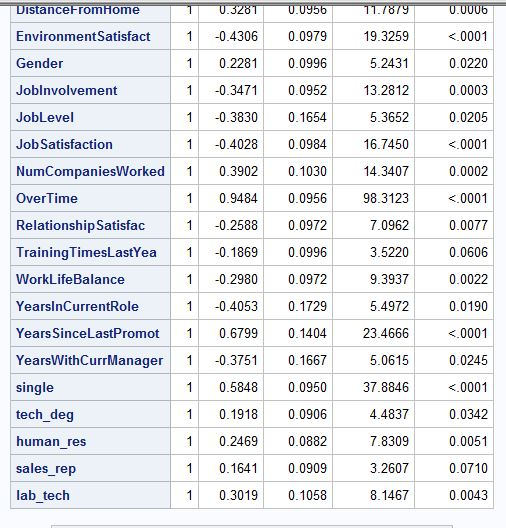 DistanceFromHome 1 0.3281 0.0956 11.7879 0.0006
EnvironmentSatisfact 1 -0.4306 0.0979 19.3259 <.0001
Gender 1 0.2281 0.0996 5.2431 0.0220
JobInvolvement 1 -0.3471 0.0952 13.2812 0.0003
JobLevel 1 -0.3830 0.1654 5.3652 0.0205
JobSatisfaction 1 -0.4028 0.0984 16.7450 <.0001
NumCompaniesWorked 1 0.3902 0.1030 14.3407 0.0002
OverTime 1 0.9484 0.0956 98.3123 <.0001
RelationshipSatisfac 1 -0.2588 0.0972 7.0962 0.0077
TrainingTimesLastYea 1 -0.1869 0.0996 3.5220 0.0606
WorkLifeBalance 1 -0.2980 0.0972 9.3937 0.0022
YearsInCurrentRole 1 -0.4053 0.1729 5.4972 0.0190
YearsSinceLastPromot 1 0.6799 0.1404 23.4666 <.0001
YearsWithCurrManager 1 -0.3751 0.1667 5.0615 0.0245
single 1 0.5848 0.0950 37.8846 <.0001
tech_deg 1 0.1918 0.0906 4.4837 0.0342
human_res 1 0.2469 0.0882 7.8309 0.0051
sales_rep 1 0.1641 0.0909 3.2607 0.0710
lab_tech 1 0.3019 0.1058 8.1467 0.0043